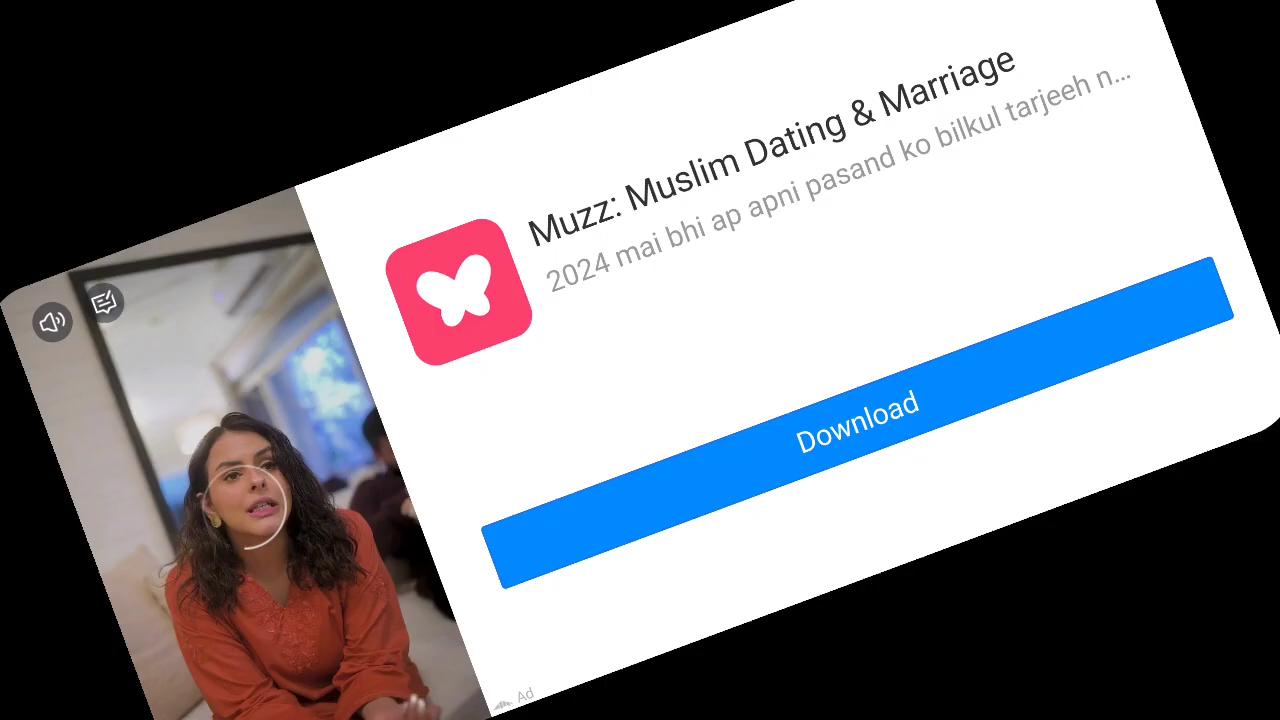 Muzz: Muslim Dating & Marriage
2024 mai bhi ap apni pasand ko bilkul tarjeeh n...
Download
Ad